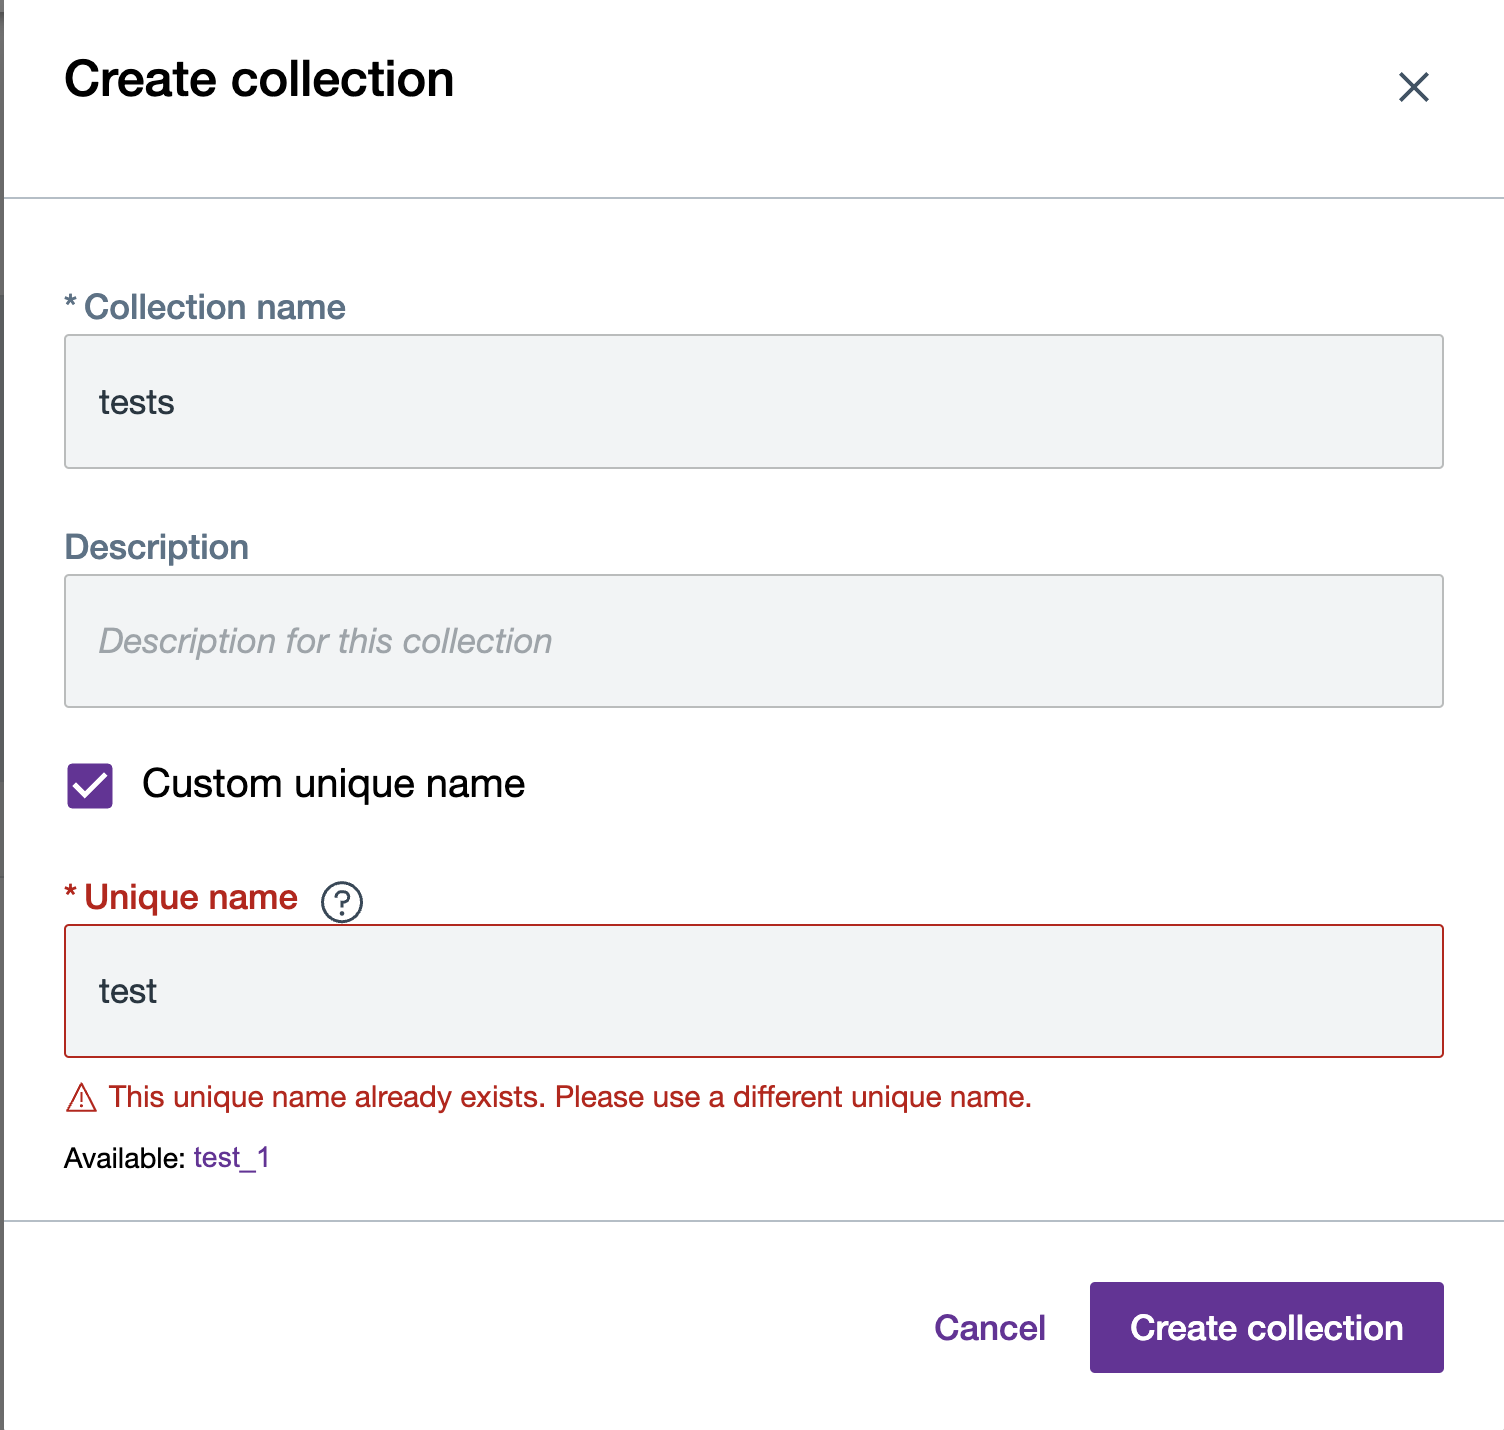 Create collection
* Collection name
tests
Description
Description for this collection
Custom unique name
* Unique name ?
test
This unique name already exists. Please use a different unique name.
Available: test_1
Cancel
Create collection